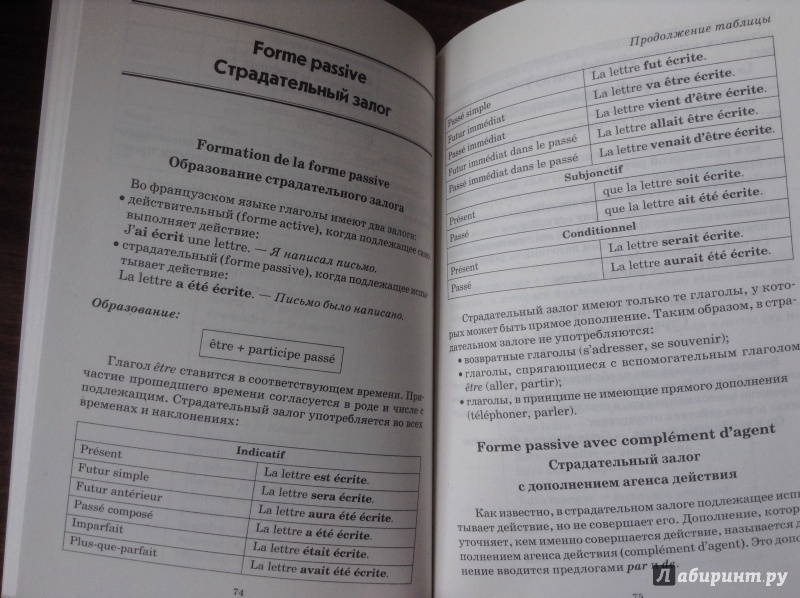 Forme passive
Страдательный залог
Formation de la forme passive
Образование страдательного залога
Во французском языке глаголы имеют два залога:
• действительный (forme active), когда подлежащее само
выполняет действие:
J'ai écrit une lettre. — Я написал письмо.
• страдательный (forme passive), когда подлежащее испы-
тывает действие:
La lettre a été écrite. — Письмо было написано.
Образование:
être + participe passé
Глагол être ставится в соответствующем времени. При-
частие прошедшего времени согласуется в роде и числе с
подлежащим. Страдательный залог употребляется во всех
временах и наклонениях:
Indicatif
Présent La lettre est écrite.
Futur simple La lettre sera écrite.
Futur antérieur La lettre aura été écrite.
Passé composé La lettre a été écrite.
Imparfait La lettre était écrite.
Plus-que-parfait La lettre avait été écrite.
74
Продолжение таблицы
Passé simple La lettre fut écrite.
Futur immédiat La lettre va être écrite.
Passé immédiat La lettre vient d'être écrite.
Futur immédiat dans le passé La lettre allait être écrite.
Passé immédiat dans le passé La lettre venait d'être écrite.
Subjonctif
Présent que la lettre soit écrite.
Passé que la lettre ait été écrite.
Conditionnel
Présent La lettre serait écrite.
Passé La lettre aurait été écrite.
Страдательный залог имеют только те глаголы, у кото-
рых может быть прямое дополнение. Таким образом, в стра-
дательном залоге не употребляются:
• возвратные глаголы (s'adresser, se souvenir);
• глаголы, спрягающиеся с вспомогательным глаголом
être (aller, partir);
• глаголы, в принципе не имеющие прямого дополнения
(téléphoner, parler).
Forme passive avec complément d'agent
Страдательный залог
с дополнением агенса действия
Как известно, в страдательном залоге подлежащее испы-
тывает действие, но не совершает его. Дополнение, котор
уточняет, кем именно совершается действие, называется д
полнением агенса действия (complément d'agent). Это допо
нение вводится предлогами par и de.
75
Лабиринт.ру